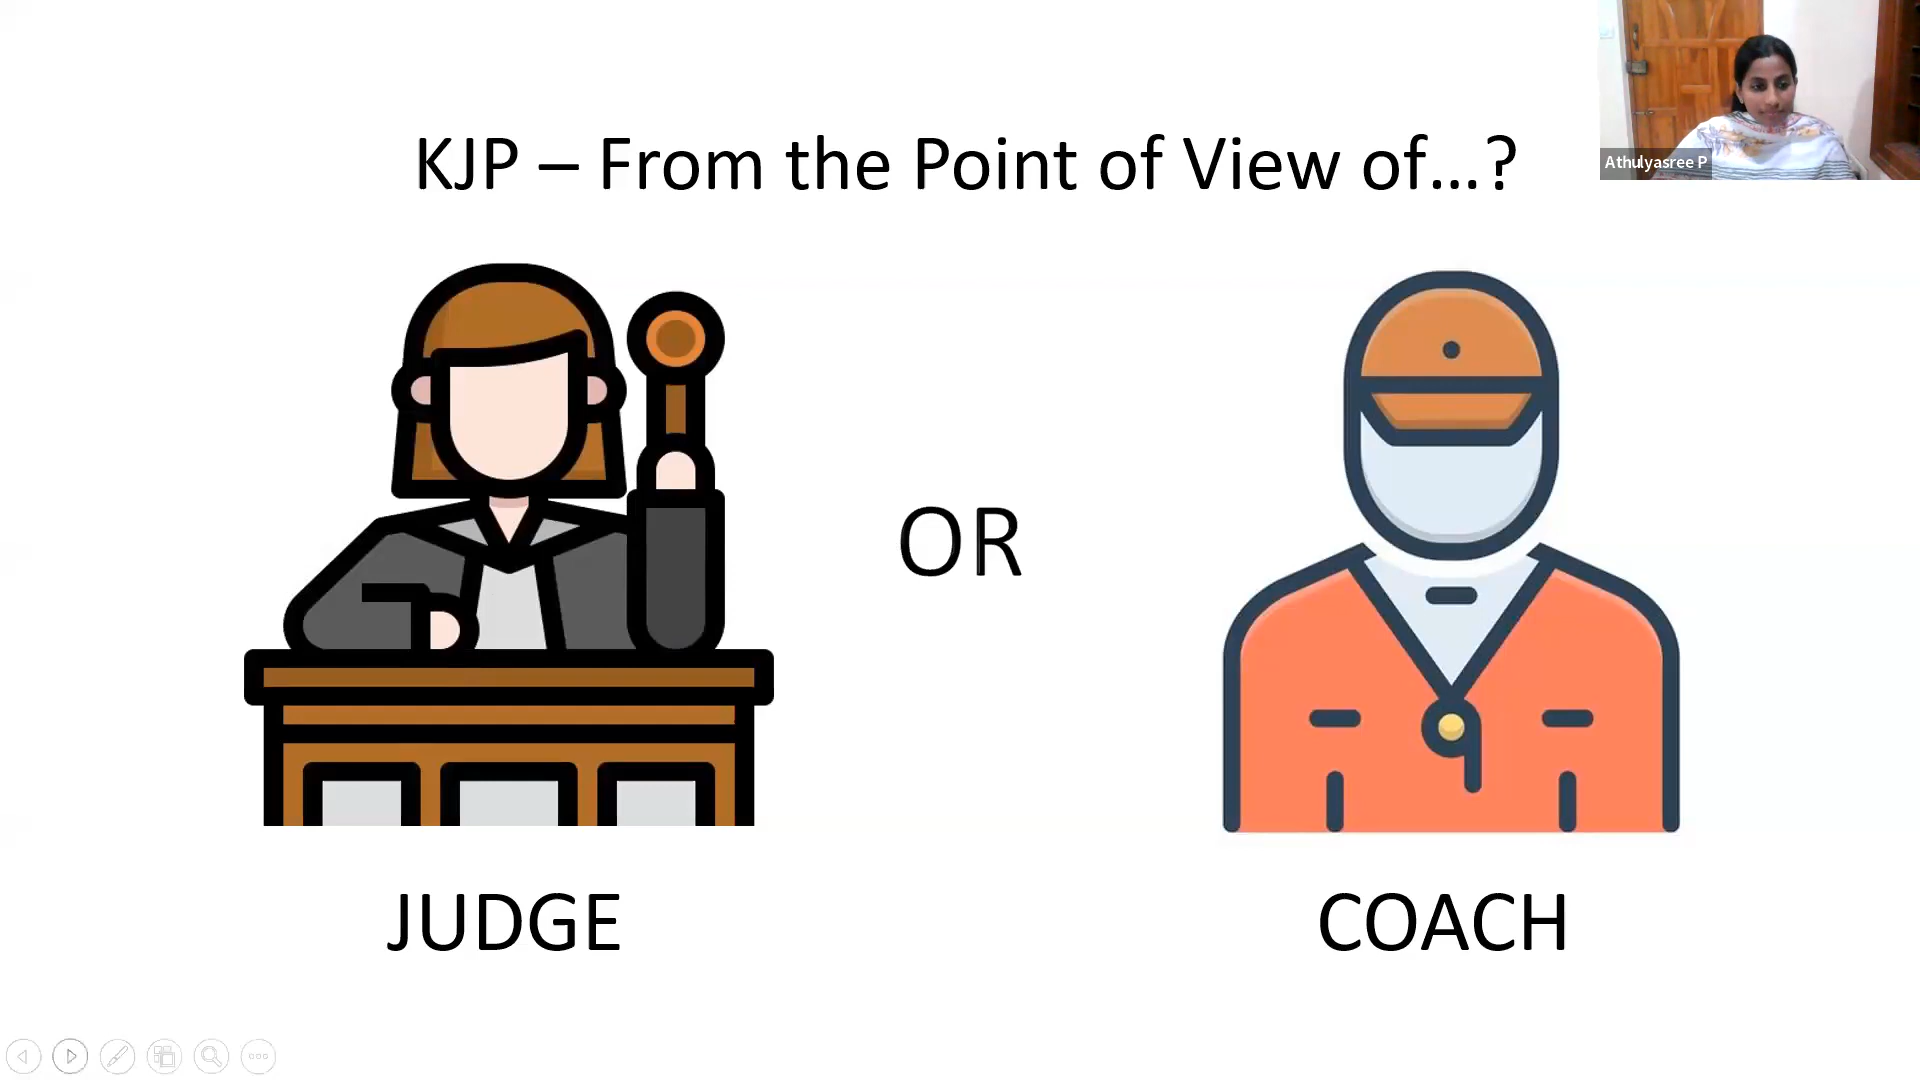 KJP – From the Point of View of...?
Athulyasree P
OR
JUDGE
COACH